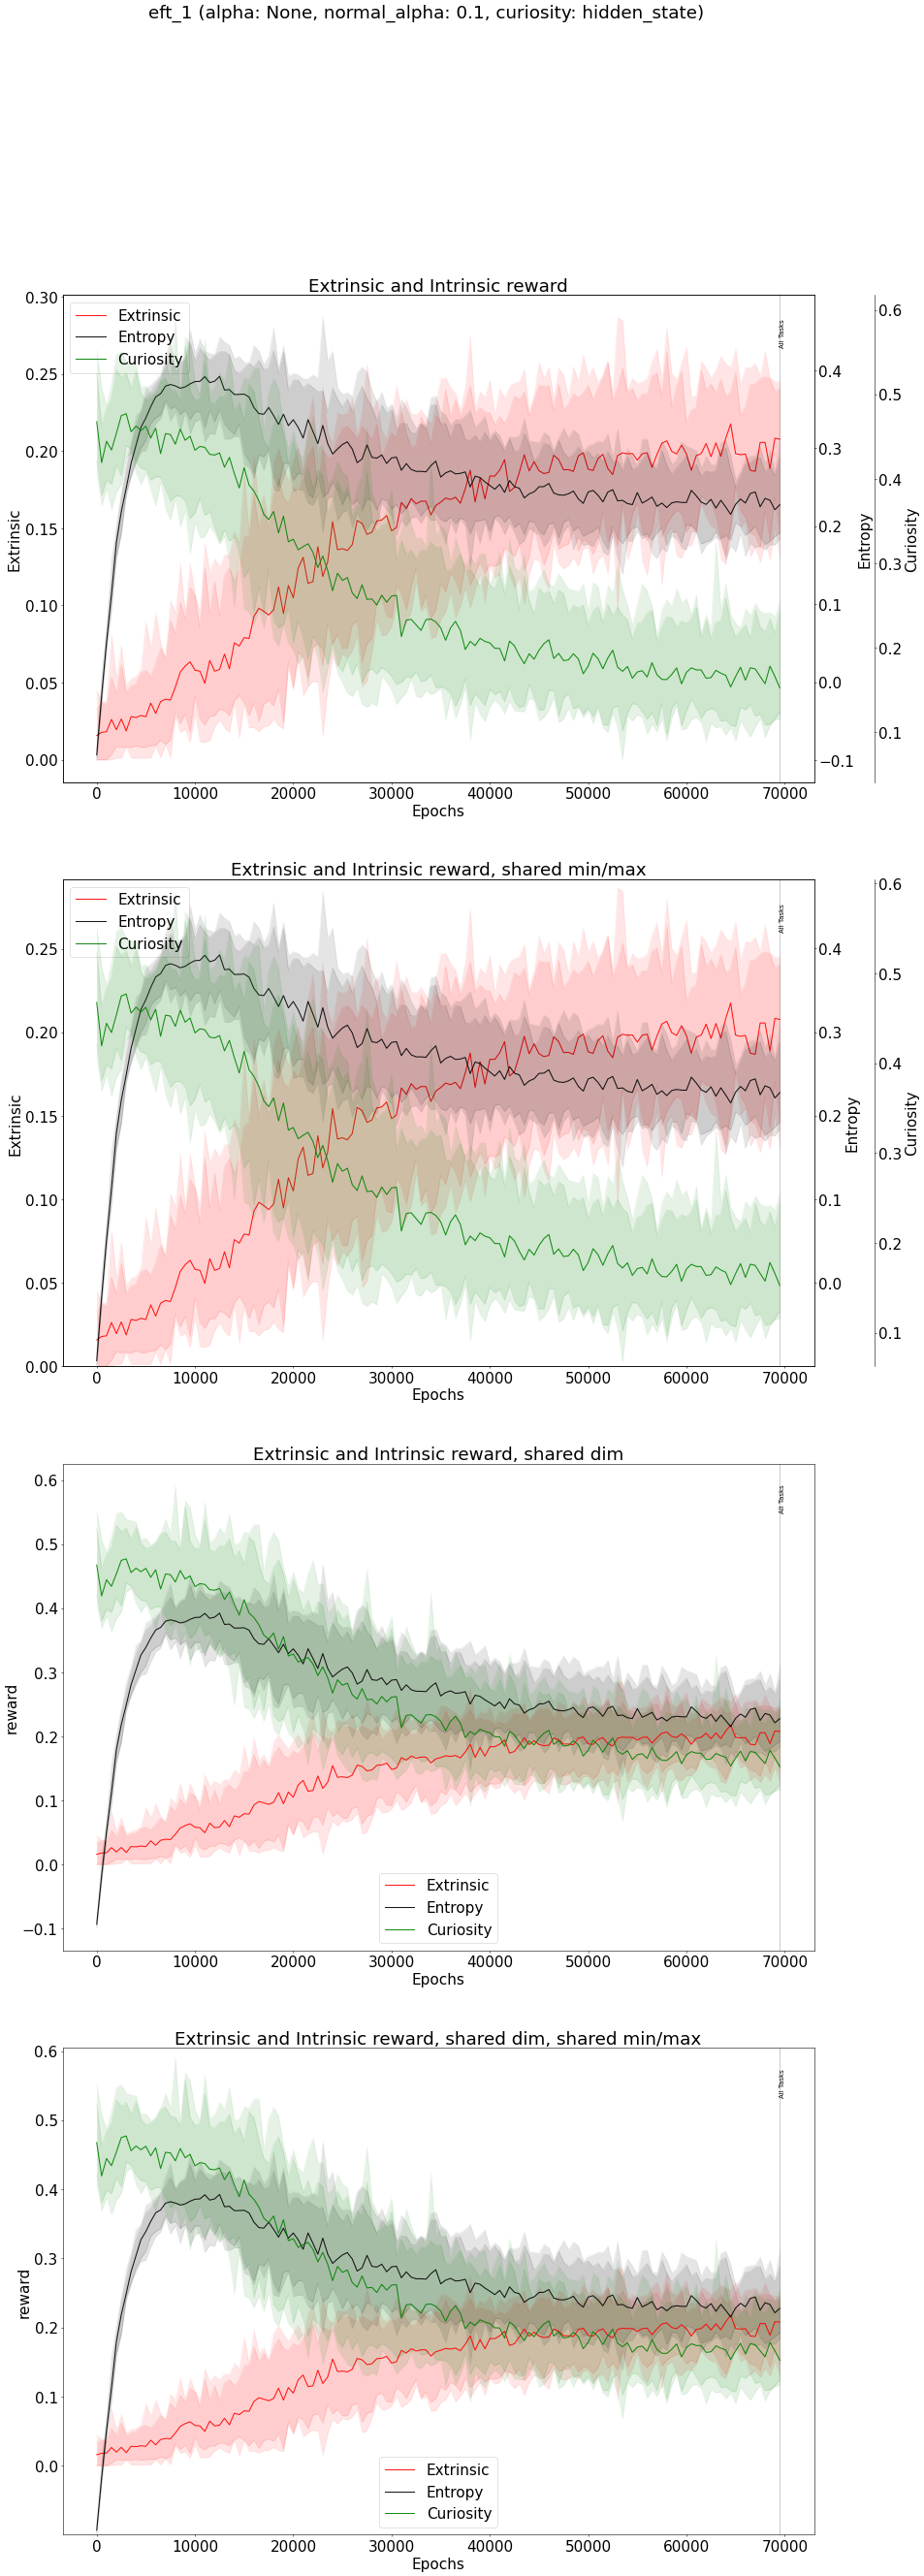 eft_1 (alpha: None, normal_alpha: 0.1, curiosity: hidden_state)
Extrinsic and Intrinsic reward
Extrinsic
Entropy
Curiosity
All Tasks
0.30
0.25
0.20
0.15
0.10
0.05
0.00
Extrinsic
0.4
0.3
0.2
0.1
0.0
−0.1
Entropy
0.6
0.5
0.4
0.3
0.2
0.1
Curiosity
0 10000 20000 30000 40000 50000 60000 70000
Epochs
Extrinsic and Intrinsic reward, shared min/max
Extrinsic
Entropy
Curiosity
All Tasks
0.25
0.20
0.15
0.10
0.05
0.00
Extrinsic
0.4
0.3
0.2
0.1
0.0
Entropy
0.6
0.5
0.4
0.3
0.2
0.1
Curiosity
0 10000 20000 30000 40000 50000 60000 70000
Epochs
Extrinsic and Intrinsic reward, shared dim
All Tasks
0.6
0.5
0.4
0.3
0.2
0.1
0.0
−0.1
reward
Extrinsic
Entropy
Curiosity
0 10000 20000 30000 40000 50000 60000 70000
Epochs
Extrinsic and Intrinsic reward, shared dim, shared min/max
All Tasks
0.6
0.5
0.4
0.3
0.2
0.1
0.0
reward
Extrinsic
Entropy
Curiosity
0 10000 20000 30000 40000 50000 60000 70000
Epochs